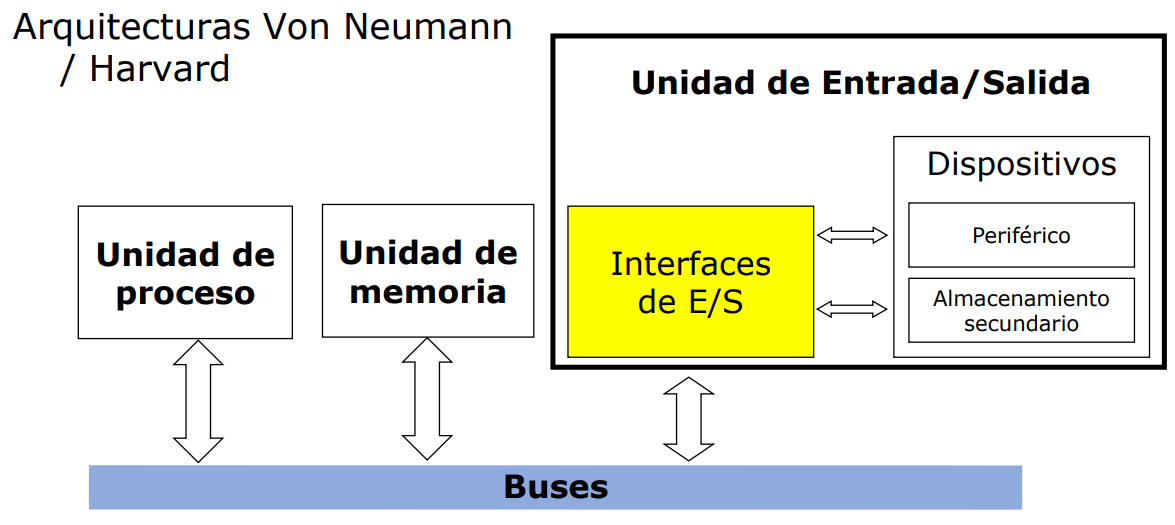 Arquitecturas Von Neumann
/ Harvard
Unidad de Entrada/Salida
Dispositivos
Periférico
Almacenamiento
secundario
Interfaces
de E/S
Unidad de
proceso
Unidad de
memoria
Buses